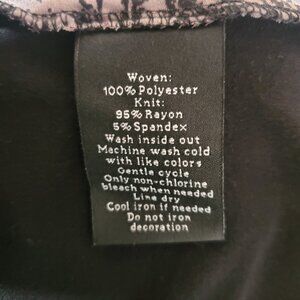 Woven:
100% Polyester
Knit:
95% Rayon
5% Spandex
Wash inside out
Machine wash cold
with like colors
Gentle cycle
Only non-chlorine
bleach when needed
Line dry
Cool iron if needed
Do not iron
decoration